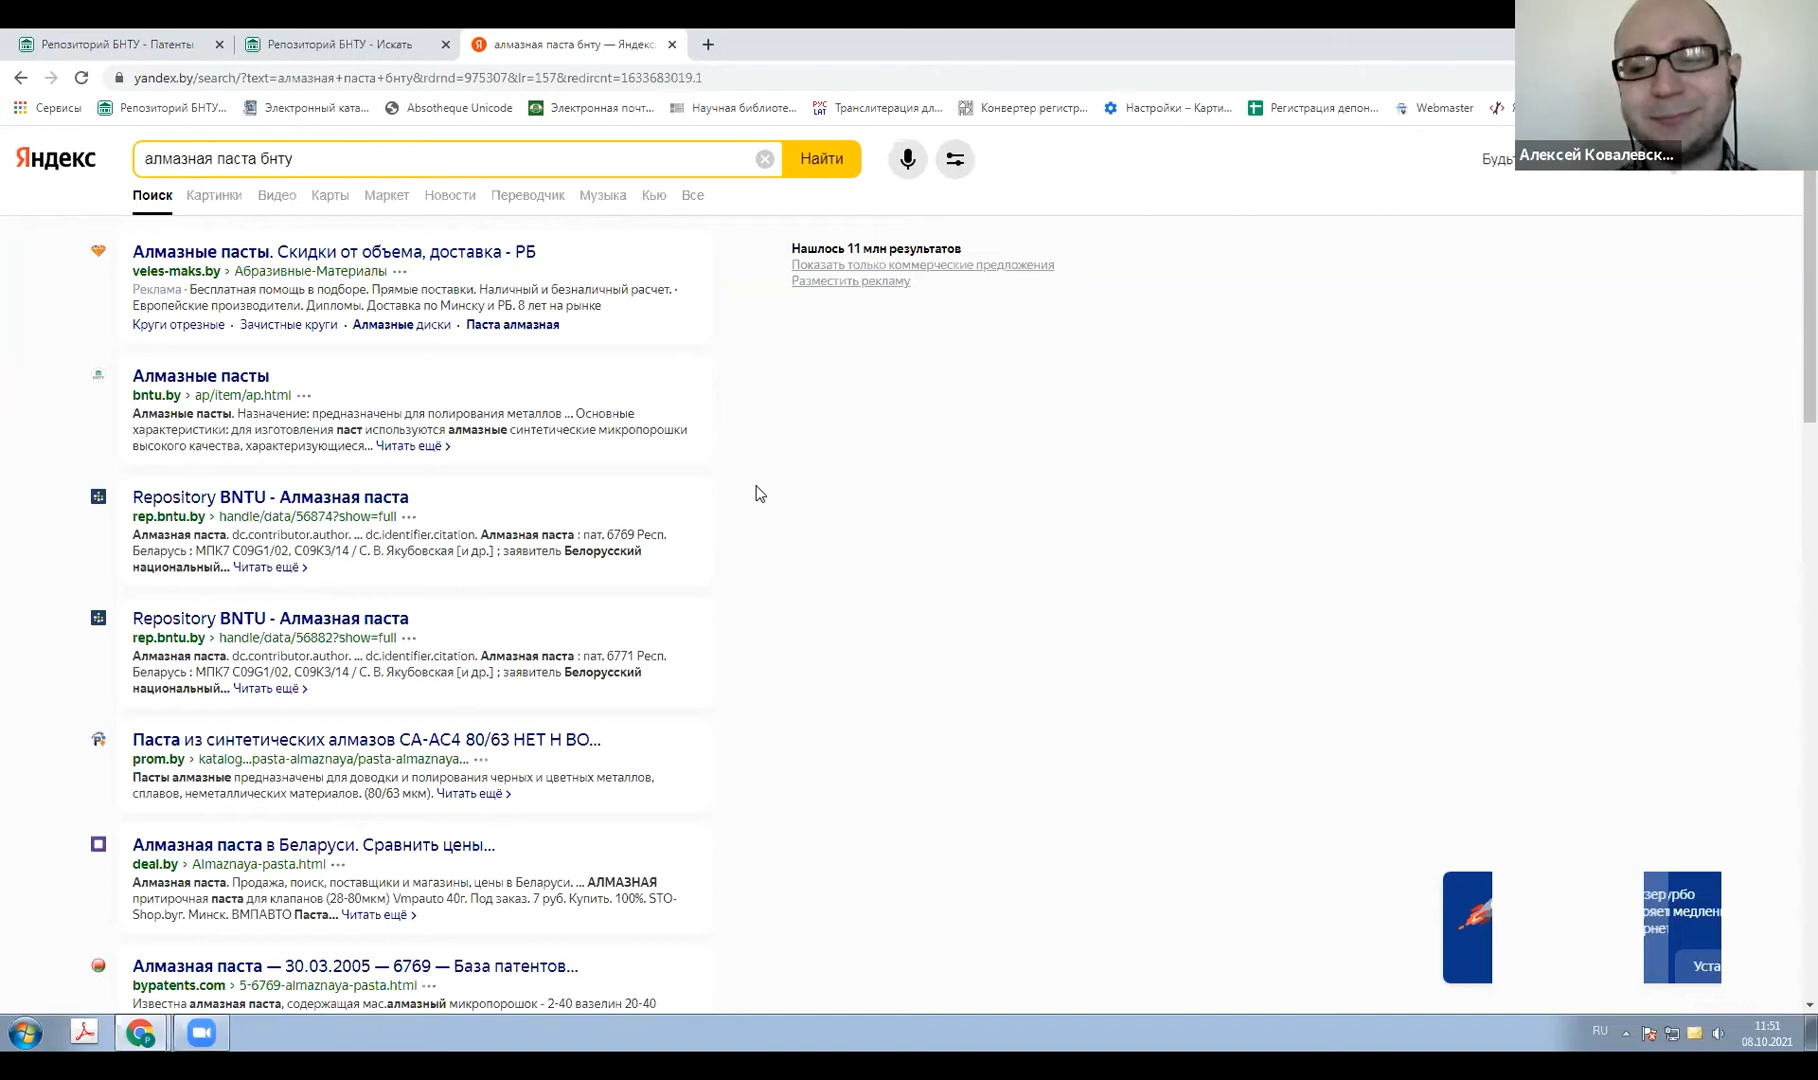 Репозиторий БНТУ - Патенты
Репозиторий БНТУ - Искать
алмазная паста бнту — Яндекс:
yandex.by/search/?text=алмазная+паста+бнту&rdrnd=975307&lr=157&redircnt=1633683019.1
Сервисы
Репозиторий БНТУ...
Электронный ката...
Absotheque Unicode
Электронная почт...
Научная библиоте...
РУС LAT
Транслитерация дл...
Конвертер регистр...
Настройки – Карти...
Регистрация депон...
Webmaster
Алексей Ковалевск...
Яндекс
алмазная паста бнту
Найти
Будьт
Поиск Картинки Видео Карты Маркет Новости Переводчик Музыка Кью Все
Алмазные пасты. Скидки от объема, доставка - РБ
veles-maks.by › Абразивные-Материалы ···
Реклама · Бесплатная помощь в подборе. Прямые поставки. Наличный и безналичный расчет. ·
Европейские производители. Дипломы. Доставка по Минску и РБ. 8 лет на рынке
Круги отрезные · Зачистные круги · Алмазные диски · Паста алмазная
Нашлось 11 млн результатов
Показать только коммерческие предложения
Разместить рекламу
Алмазные пасты
bntu.by › ap/item/ap.html ···
Алмазные пасты. Назначение: предназначены для полирования металлов ... Основные
характеристики: для изготовления паст используются алмазные синтетические микропорошки
высокого качества, характеризующиеся... Читать ещё ›
Repository BNTU - Алмазная паста
rep.bntu.by › handle/data/56874?show=full ···
Алмазная паста. dc.contributor.author. ... dc.identifier.citation. Алмазная паста : пат. 6769 Респ.
Беларусь : МПК7 C09G1/02, C09K3/14 / С. В. Якубовская [и др.] ; заявитель Белорусский
национальный... Читать ещё ›
Repository BNTU - Алмазная паста
rep.bntu.by › handle/data/56882?show=full ···
Алмазная паста. dc.contributor.author. ... dc.identifier.citation. Алмазная паста : пат. 6771 Респ.
Беларусь : МПК7 C09G1/02, C09K3/14 / С. В. Якубовская [и др.] ; заявитель Белорусский
национальный... Читать ещё ›
Паста из синтетических алмазов СА-АС4 80/63 НЕТ Н ВО...
prom.by › katalog...pasta-almaznaya/pasta-almaznaya... ···
Пасты алмазные предназначены для доводки и полирования черных и цветных металлов,
сплавов, неметаллических материалов. (80/63 мкм). Читать ещё ›
Алмазная паста в Беларуси. Сравнить цены...
deal.by › Almaznaya-pasta.html ···
Алмазная паста. Продажа, поиск, поставщики и магазины, цены в Беларуси. ... АЛМАЗНАЯ
притирочная паста для клапанов (28-80мкм) Vmpauto 40г. Под заказ. 7 руб. Купить. 100%. STO-
Shop.byr. Минск. ВМПАВТО Паста... Читать ещё ›
Алмазная паста — 30.03.2005 — 6769 — База патентов...
bypatents.com › 5-6769-almaznaya-pasta.html ···
Известна алмазная паста, содержащая мас.алмазный микропорошок - 2-40 вазелин 20-40
Уста
RU
11:51
08.10.2021